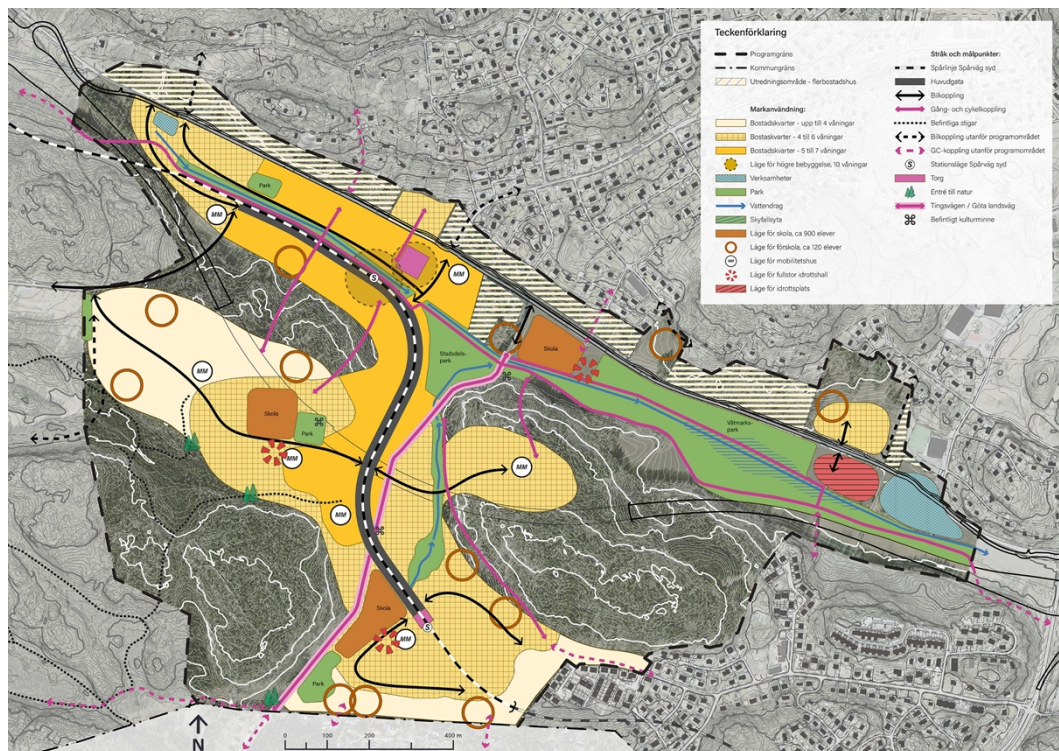 Teckenförklaring
Programgräns
Kommungräns
Utredningsområde - flerbostadshus
Markanvändning:
Bostadskvarter - upp till 4 våningar
Bostaskvarter - 4 till 6 våningar
Bostadskvarter - 5 till 7 våningar
Läge för högre bebyggelse, 10 våningar
Verksamheter
Park
Vattendrag
Skyfallsyta
Läge för skola, ca 900 elever
Läge för förskola, ca 120 elever
MM Läge för mobilitetshus
Läge för fullstor idrottshall
Läge för idrottsplats
Stråk och målpunkter:
Spårlinje Spårväg syd
Huvudgata
Bilkoppling
Gång- och cykelkoppling
Befintliga stigar
Bilkoppling utanför programområdet
GC-koppling utanför programområdet
S Stationsläge Spårväg syd
Torg
Entré till natur
Tingsvägen / Göta landsväg
Befintligt kulturminne
Park
MM
S
MM
Stadsdels-
park
Skola
MM
Skola
Park
MM
MM
MM
Våtmarks-
park
Skola
S
MM
Park
N
0 100 200 400 m